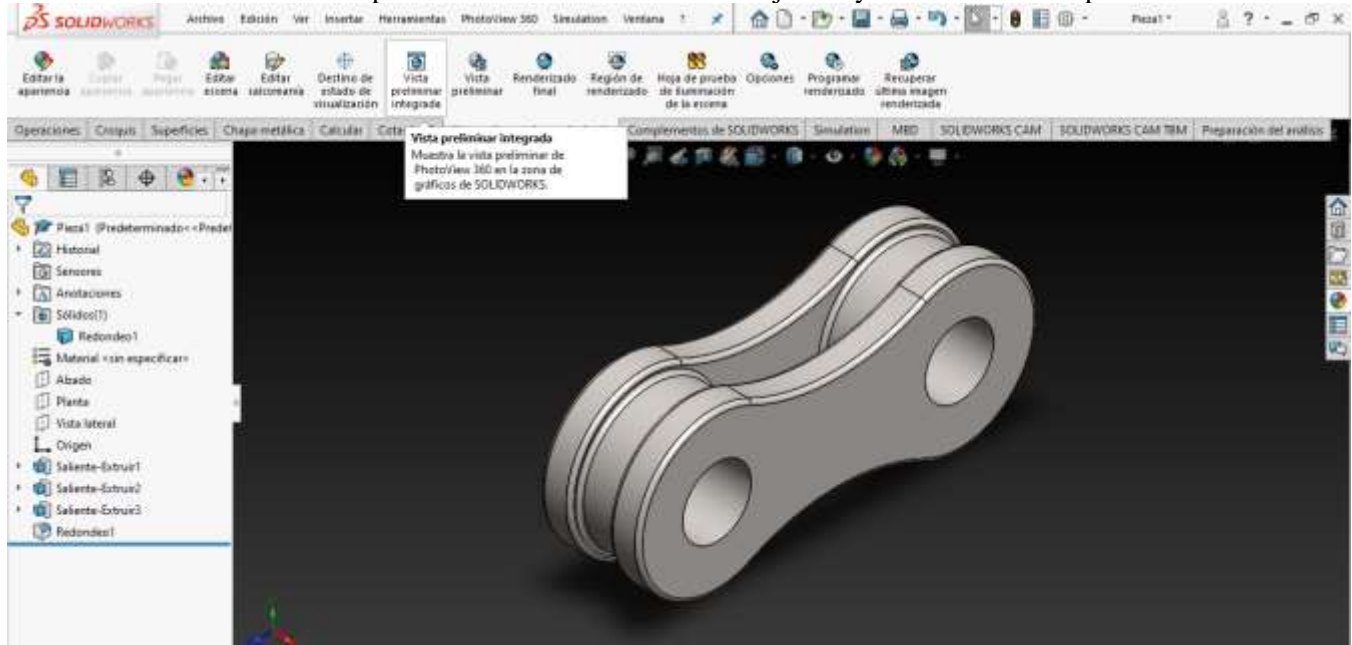 SOLIDWORKS
Archivo Edición Ver Insertar Herramientas PhotoView 360 Simulation Ventana ?
Pieza1 *
Editar la apariencia
Copiar apariencia
Pegar apariencia
Editar escena
Editar calcomanía
Destino de estado de visualización
Vista preliminar integrada
Vista preliminar
Renderizado final
Región de renderizado
Hoja de prueba de iluminación de la escena
Opciones
Programar renderizado
Recuperar última imagen renderizada
Operaciones Croquis Superficies Chapa metálica Calcular Complementos de SOLIDWORKS Simulation MBD SOLIDWORKS CAM SOLIDWORKS CAM TBM Preparación del análisis
Vista preliminar integrada
Muestra la vista preliminar de
PhotoView 360 en la zona de
gráficos de SOLIDWORKS.
Pieza1 (Predeterminado<<Predet
Historial
Sensores
Anotaciones
Sólidos(1)
Redondeo1
Material <sin especificar>
Alzado
Planta
Vista lateral
Origen
Saliente-Extruir1
Saliente-Extruir2
Saliente-Extruir3
Redondeo1